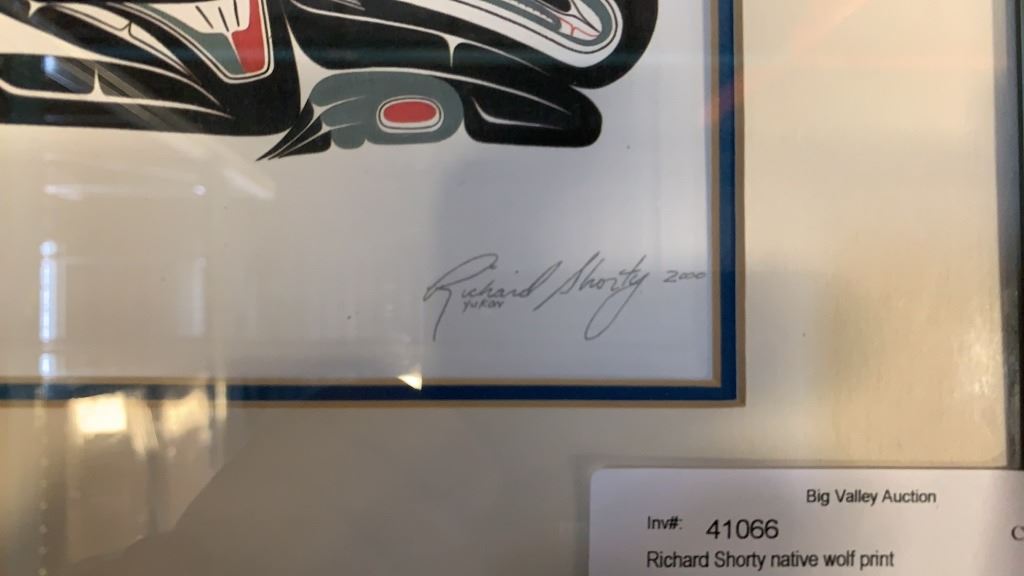 Richard Shorty 2000
Yukon
Big Valley Auction
Inv#: 41066
Richard Shorty native wolf print